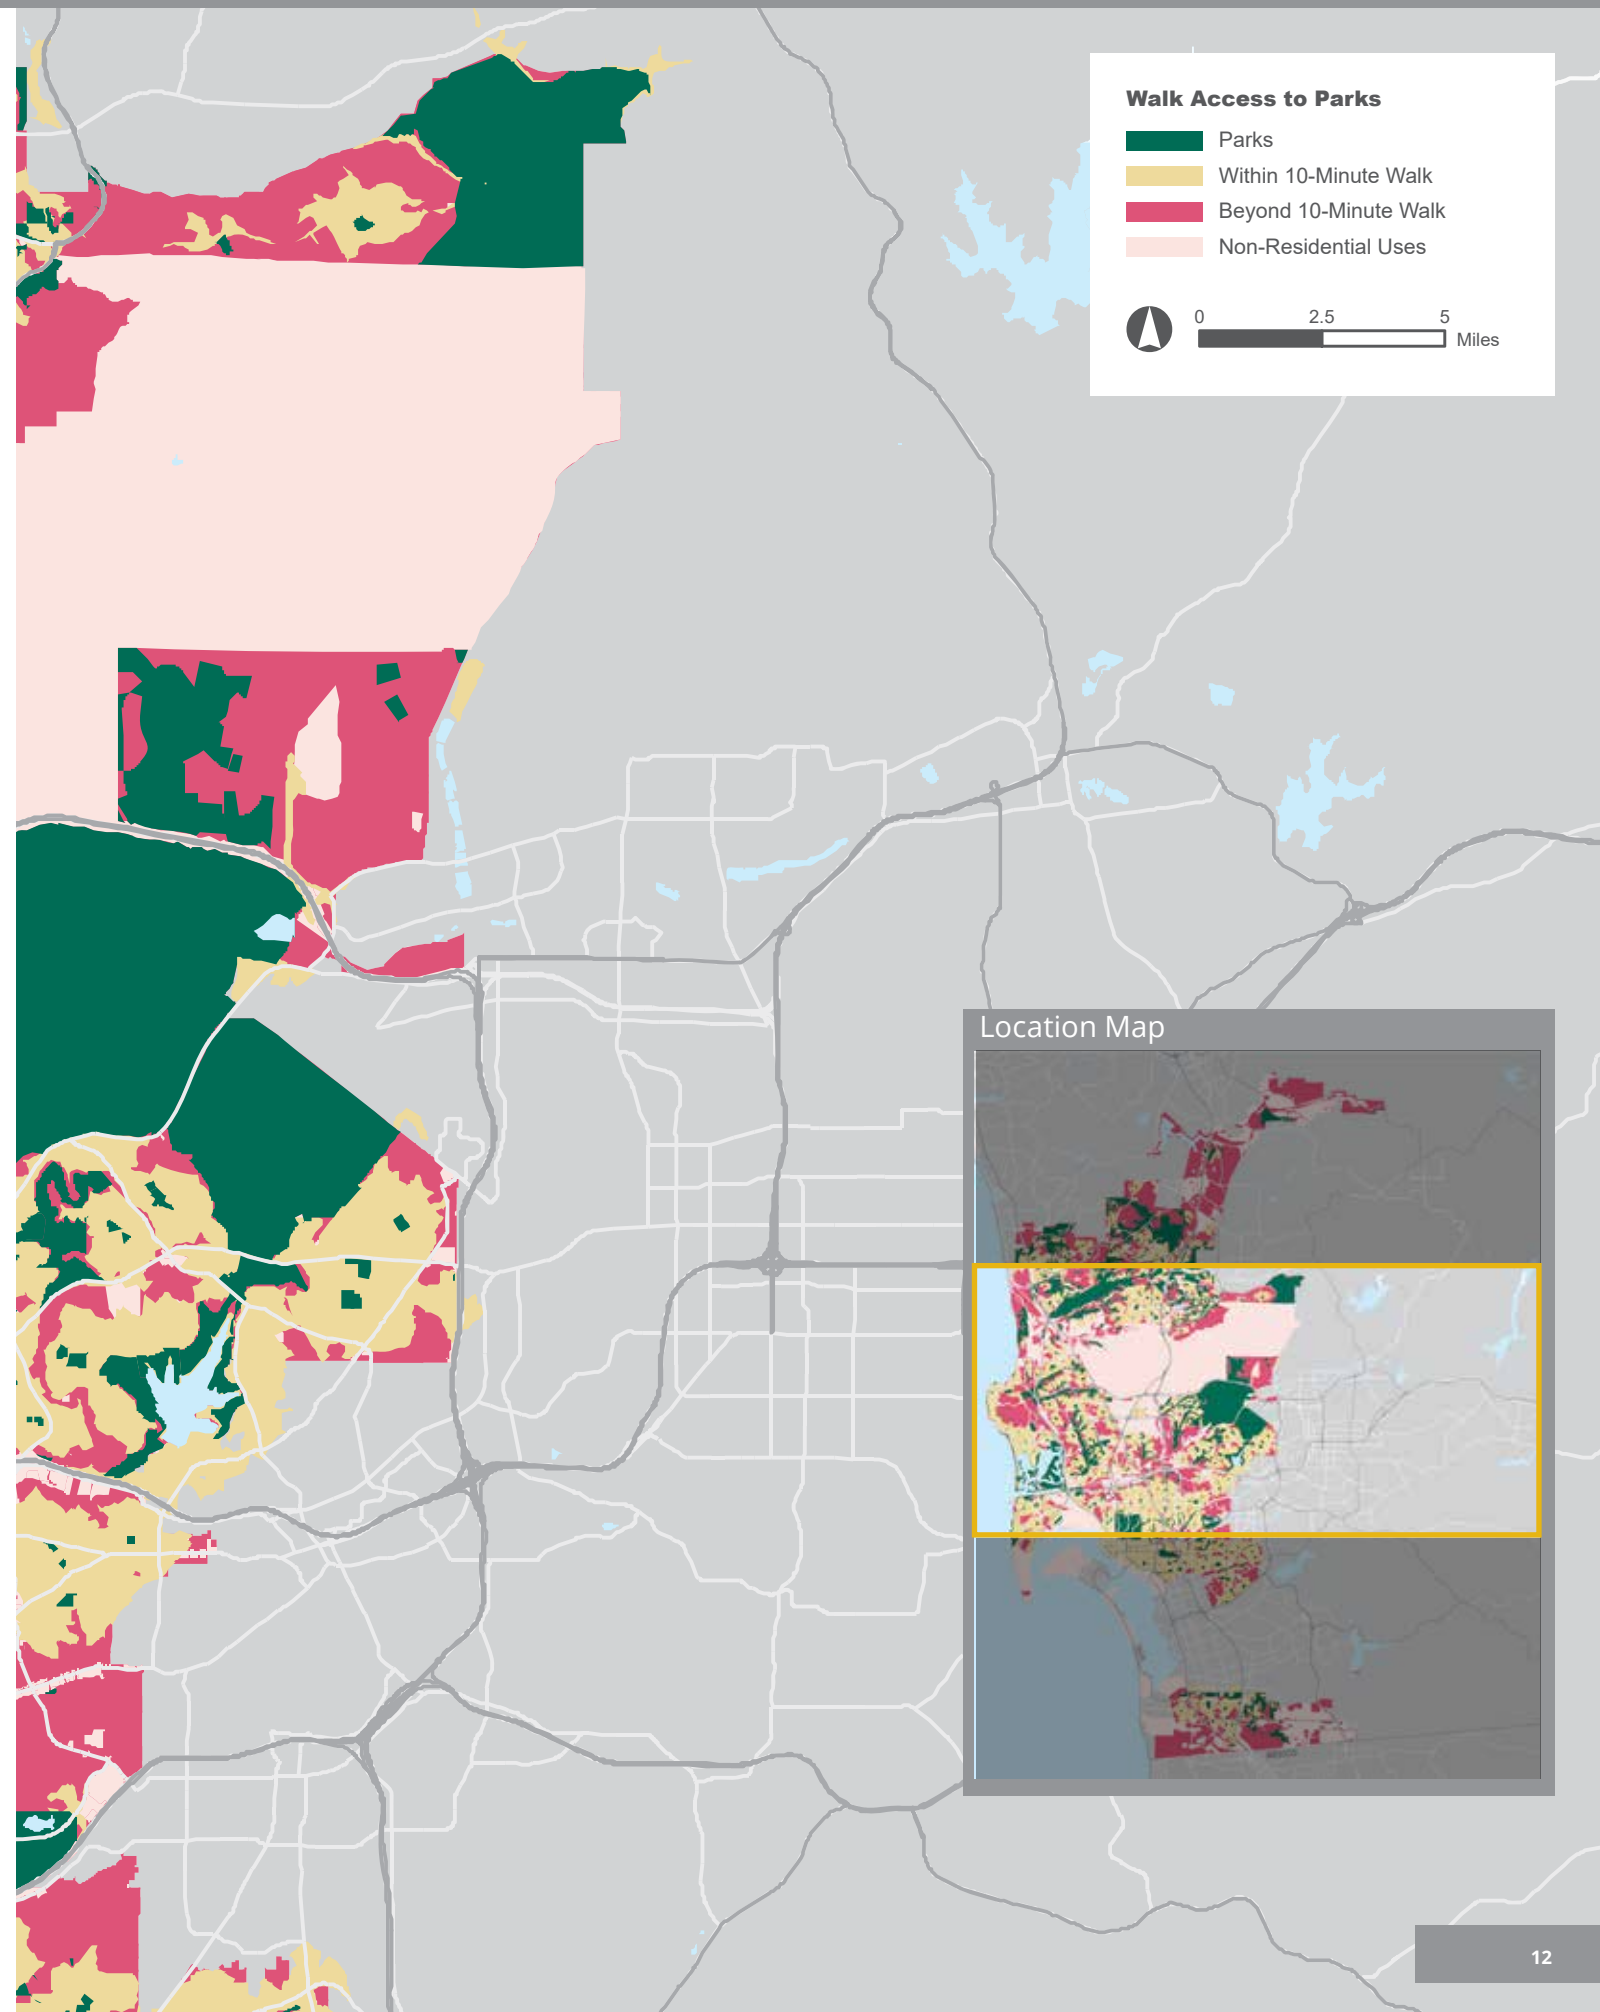 Walk Access to Parks
Parks
Within 10-Minute Walk
Beyond 10-Minute Walk
Non-Residential Uses
0 2.5 5
Miles
Location Map
12